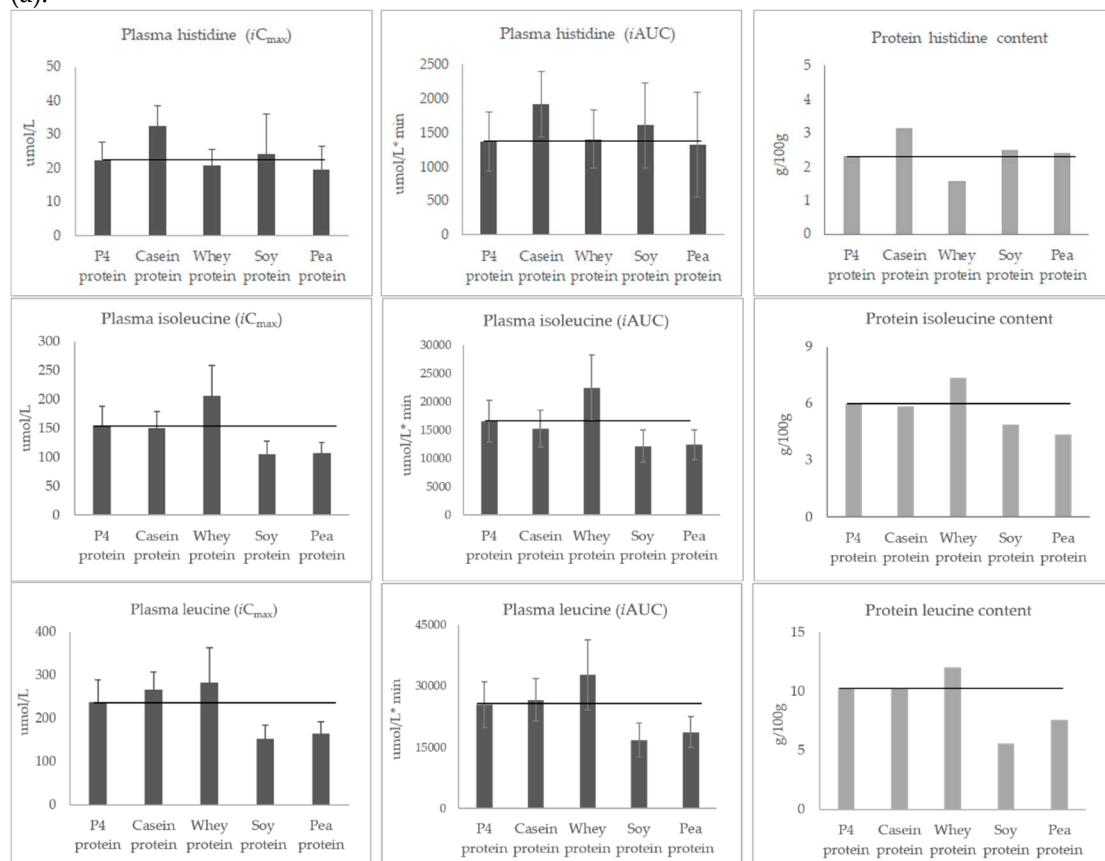 (a).
Plasma histidine (iCmax)
50
40
30
20
10
0
umol/L
P4 protein
Casein protein
Whey protein
Soy protein
Pea protein
Plasma histidine (iAUC)
2500
2000
1500
1000
500
0
umol/L* min
P4 protein
Casein protein
Whey protein
Soy protein
Pea protein
Protein histidine content
5
4
3
2
1
0
g/100g
P4 protein
Casein protein
Whey protein
Soy protein
Pea protein
Plasma isoleucine (iCmax)
300
250
200
150
100
50
0
umol/L
P4 protein
Casein protein
Whey protein
Soy protein
Pea protein
Plasma isoleucine (iAUC)
30000
25000
20000
15000
10000
5000
0
umol/L* min
P4 protein
Casein protein
Whey protein
Soy protein
Pea protein
Protein isoleucine content
9
6
3
0
g/100g
P4 protein
Casein protein
Whey protein
Soy protein
Pea protein
Plasma leucine (iCmax)
400
300
200
100
0
umol/L
P4 protein
Casein protein
Whey protein
Soy protein
Pea protein
Plasma leucine (iAUC)
45000
30000
15000
0
umol/L* min
P4 protein
Casein protein
Whey protein
Soy protein
Pea protein
Protein leucine content
15
10
5
0
g/100g
P4 protein
Casein protein
Whey protein
Soy protein
Pea protein